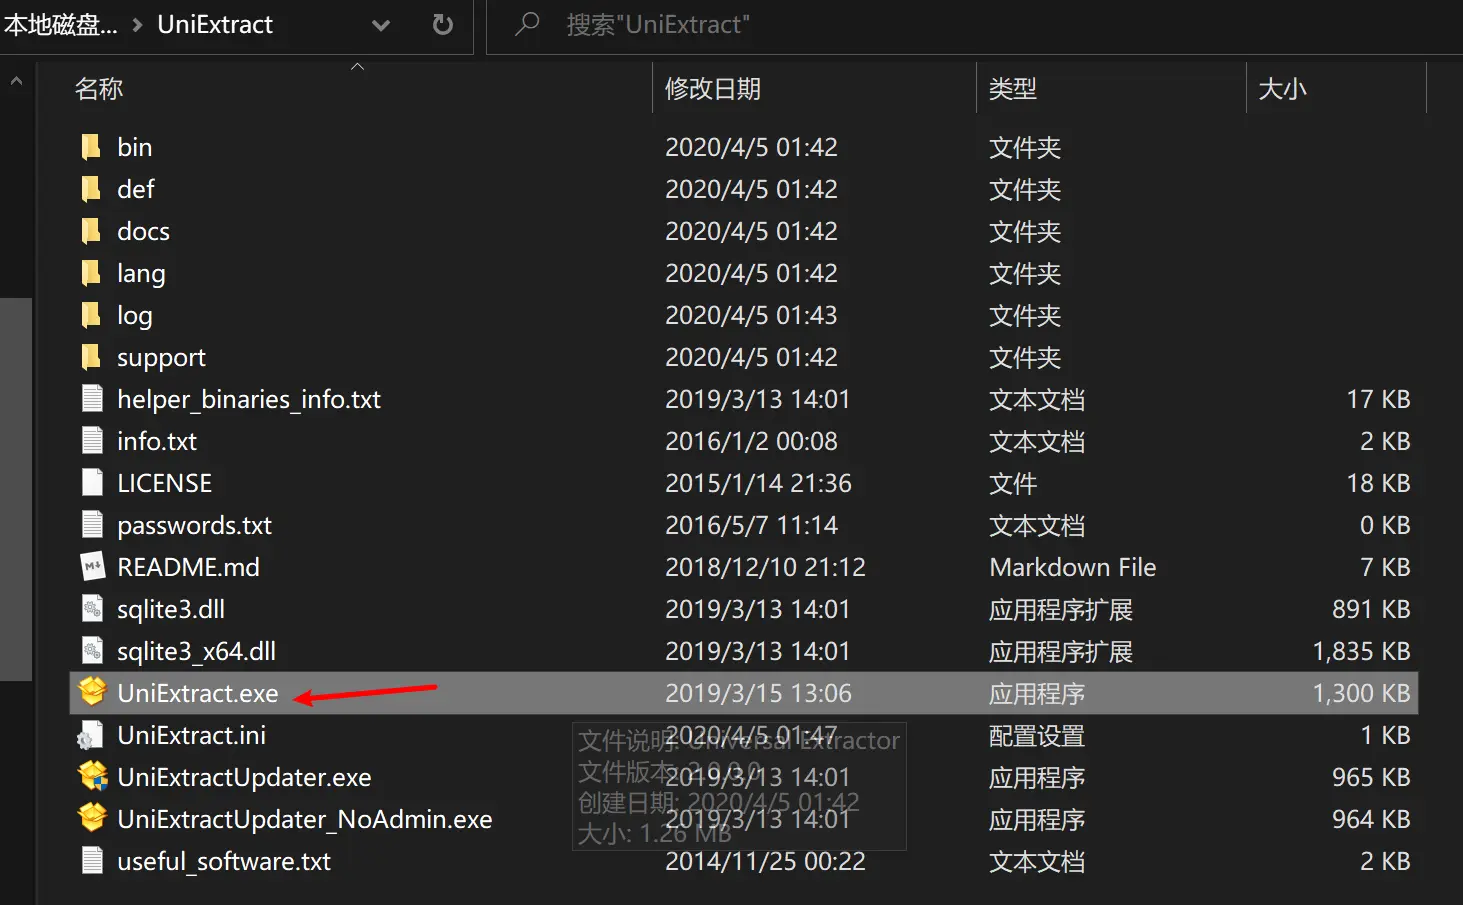 本地磁盘... > UniExtract 搜索"UniExtract"
名称 修改日期 类型 大小
bin 2020/4/5 01:42 文件夹
def 2020/4/5 01:42 文件夹
docs 2020/4/5 01:42 文件夹
lang 2020/4/5 01:42 文件夹
log 2020/4/5 01:43 文件夹
support 2020/4/5 01:42 文件夹
helper_binaries_info.txt 2019/3/13 14:01 文本文档 17 KB
info.txt 2016/1/2 00:08 文本文档 2 KB
LICENSE 2015/1/14 21:36 文件 18 KB
passwords.txt 2016/5/7 11:14 文本文档 0 KB
README.md 2018/12/10 21:12 Markdown File 7 KB
sqlite3.dll 2019/3/13 14:01 应用程序扩展 891 KB
sqlite3_x64.dll 2019/3/13 14:01 应用程序扩展 1,835 KB
UniExtract.exe 2019/3/15 13:06 应用程序 1,300 KB
UniExtract.ini 2020/4/5 01:47 配置设置 1 KB
UniExtractUpdater.exe 2019/3/13 14:01 应用程序 965 KB
UniExtractUpdater_NoAdmin.exe 2019/3/13 14:01 应用程序 964 KB
useful_software.txt 2014/11/25 00:22 文本文档 2 KB
文件说明: Universal Extractor
文件版本: 2.0.0.0
创建日期: 2020/4/5 01:42
大小: 1.26 MB